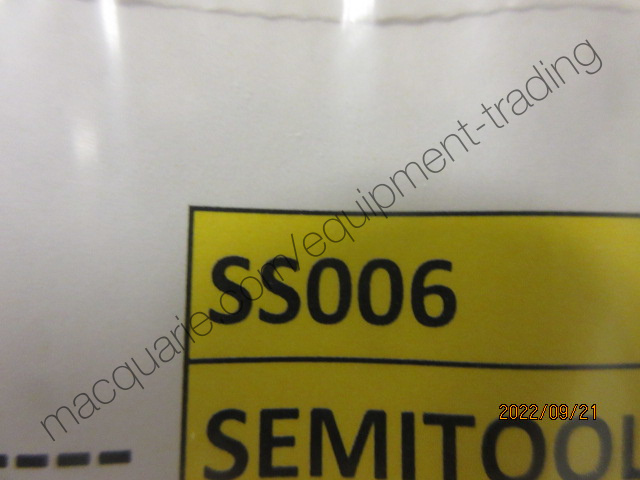 macquarie.com/equipment-trading
SS006
SEMITOOL
2022/09/21